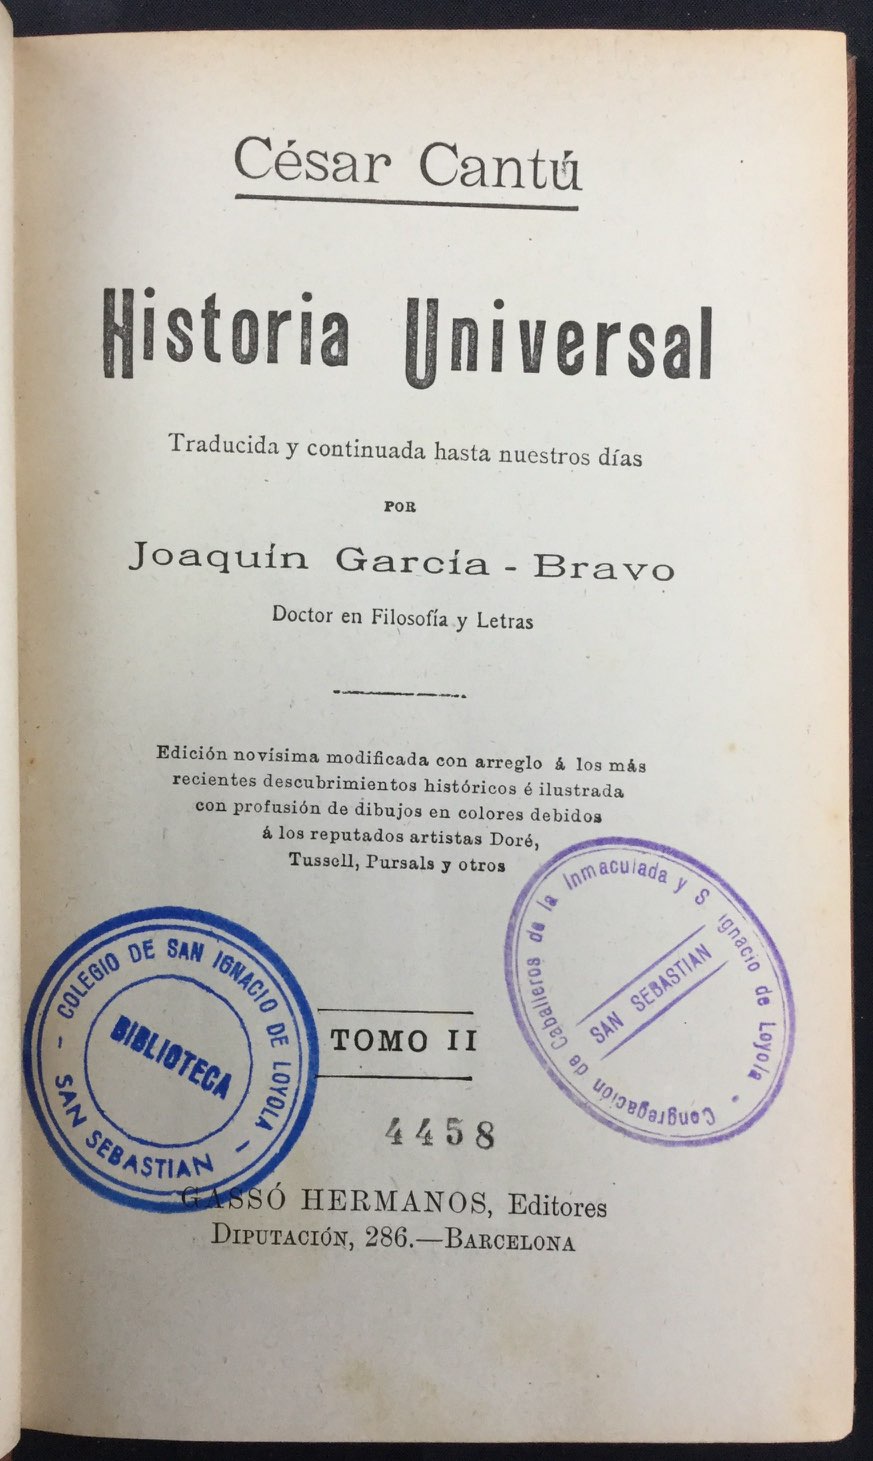 César Cantú
Historia Universal
Traducida y continuada hasta nuestros días
POR
Joaquín García - Bravo
Doctor en Filosofía y Letras
Edición novísima modificada con arreglo á los más
recientes descubrimientos históricos é ilustrada
con profusión de dibujos en colores debidos
á los reputados artistas Doré,
Tussell, Pursals y otros
Congregación de Caballeros de la Inmaculada y S Ignacio de Loyola -
SAN SEBASTIAN
- COLEGIO DE SAN IGNACIO DE LOYOLA -
BIBLIOTECA
SAN SEBASTIAN
TOMO II
4458
GASSÓ HERMANOS, Editores
DIPUTACIÓN, 286.—BARCELONA